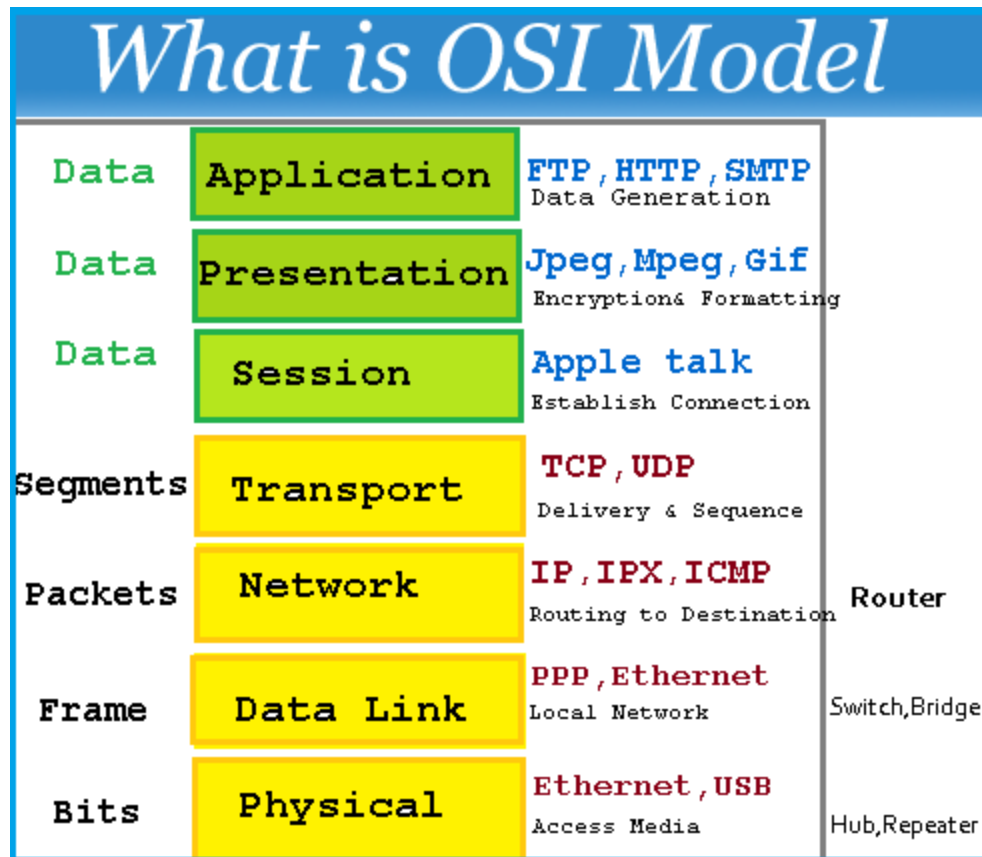 What is OSI Model
Data Application FTP,HTTP,SMTP
Data Generation
Data Presentation Jpeg,Mpeg,Gif
Encryption& Formatting
Data Session Apple talk
Establish Connection
Segments Transport TCP,UDP
Delivery & Sequence
Packets Network IP,IPX,ICMP
Routing to Destination Router
Frame Data Link PPP,Ethernet
Local Network Switch,Bridge
Bits Physical Ethernet,USB
Access Media Hub,Repeater